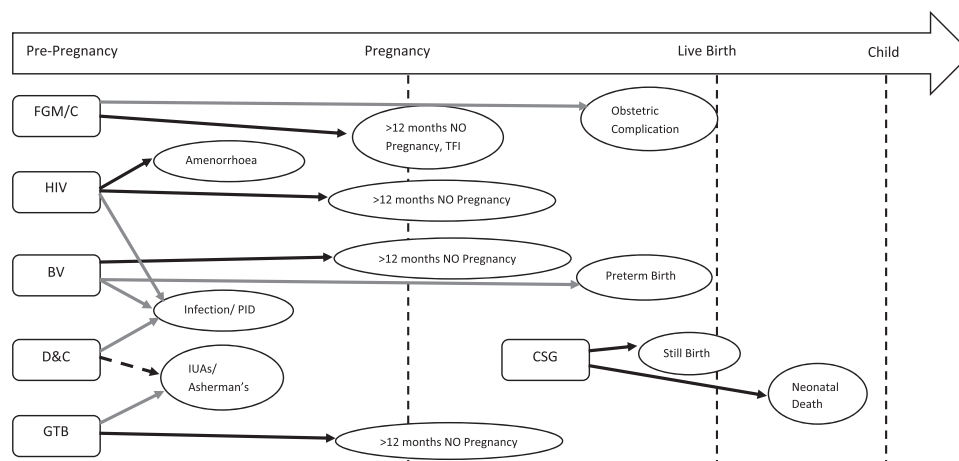 Pre-Pregnancy
Pregnancy
Live Birth
Child
FGM/C
Obstetric
Complication
>12 months NO
Pregnancy, TFI
Amenorrhoea
HIV
>12 months NO Pregnancy
BV
>12 months NO Pregnancy
Preterm Birth
Infection/ PID
D&C
IUAs/
Asherman’s
CSG
Still Birth
Neonatal
Death
GTB
>12 months NO Pregnancy